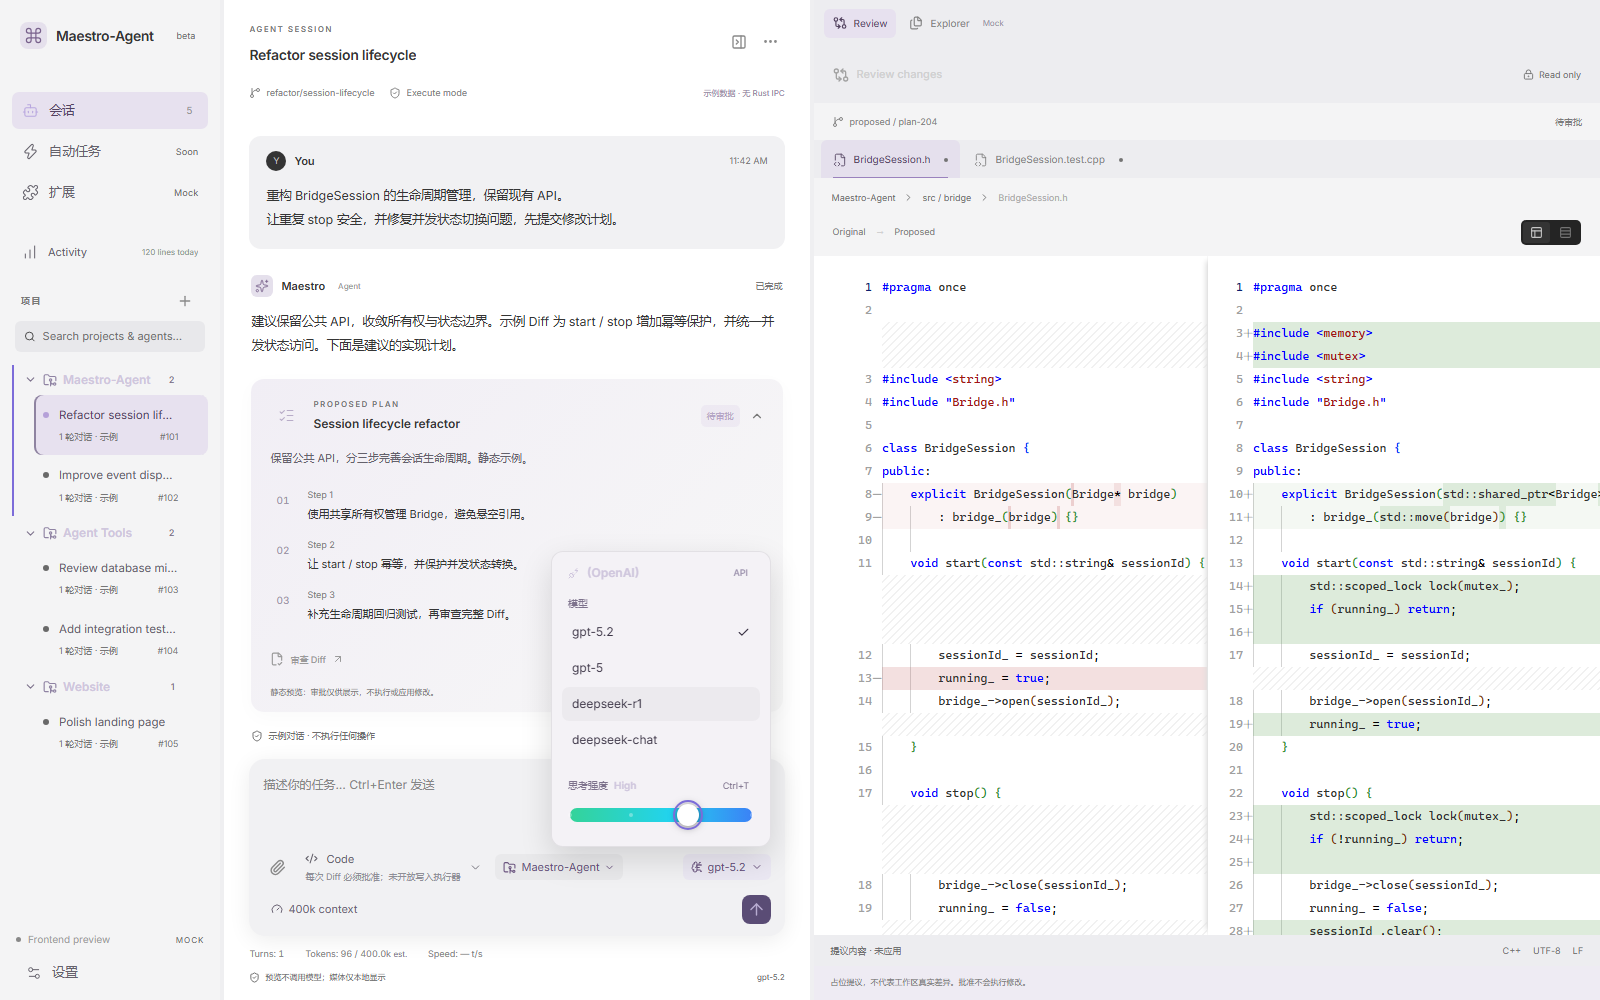 Maestro-Agent beta
会话 5
自动任务 Soon
扩展 Mock
Activity 120 lines today
项目
Search projects & agents...
Maestro-Agent 2
Refactor session lif...
1 轮对话 · 示例 #101
Improve event disp...
1 轮对话 · 示例 #102
Agent Tools 2
Review database mi...
1 轮对话 · 示例 #103
Add integration test...
1 轮对话 · 示例 #104
Website 1
Polish landing page
1 轮对话 · 示例 #105
Frontend preview MOCK
设置
AGENT SESSION
Refactor session lifecycle
refactor/session-lifecycle Execute mode 示例数据 · 无 Rust IPC
Y You 11:42 AM
重构 BridgeSession 的生命周期管理，保留现有 API。
让重复 stop 安全，并修复并发状态切换问题，先提交修改计划。
Maestro Agent 已完成
建议保留公共 API，收敛所有权与状态边界。示例 Diff 为 start / stop 增加幂等保护，并统一并
发状态访问。下面是建议的实现计划。
PROPOSED PLAN
Session lifecycle refactor 待审批
保留公共 API，分三步完善会话生命周期。静态示例。
01 Step 1
使用共享所有权管理 Bridge，避免悬空引用。
02 Step 2
让 start / stop 幂等，并保护并发状态转换。
03 Step 3
补充生命周期回归测试，再审查完整 Diff。
审查 Diff
静态预览：审批仅供展示，不执行或应用修改。
示例对话 · 不执行任何操作
(OpenAI) API
模型
gpt-5.2
gpt-5
deepseek-r1
deepseek-chat
思考强度 High Ctrl+T
描述你的任务... Ctrl+Enter 发送
Code
每次 Diff 必须批准；未开放写入执行器
Maestro-Agent
gpt-5.2
400k context
Turns: 1 Tokens: 96 / 400.0k est. Speed: — t/s
预览不调用模型；媒体仅本地显示 gpt-5.2
Review Explorer Mock
Review changes Read only
proposed / plan-204 待审批
BridgeSession.h BridgeSession.test.cpp
Maestro-Agent src / bridge BridgeSession.h
Original → Proposed
1 #pragma once
2
3 #include <string>
4 #include "Bridge.h"
5
6 class BridgeSession {
7 public:
8— explicit BridgeSession(Bridge* bridge)
9— : bridge_(bridge) {}
10
11 void start(const std::string& sessionId) {
12 sessionId_ = sessionId;
13— running_ = true;
14 bridge_->open(sessionId_);
15 }
16
17 void stop() {
18 bridge_->close(sessionId_);
19 running_ = false;
1 #pragma once
2
3+ #include <memory>
4+ #include <mutex>
5 #include <string>
6 #include "Bridge.h"
7
8 class BridgeSession {
9 public:
10+ explicit BridgeSession(std::shared_ptr<Bridge>
11+ : bridge_(std::move(bridge)) {}
12
13 void start(const std::string& sessionId) {
14+ std::scoped_lock lock(mutex_);
15+ if (running_) return;
16+
17 sessionId_ = sessionId;
18 bridge_->open(sessionId_);
19+ running_ = true;
20 }
21
22 void stop() {
23+ std::scoped_lock lock(mutex_);
24+ if (!running_) return;
25+
26 bridge_->close(sessionId_);
27 running_ = false;
28+ sessionId_.clear();
提议内容 · 未应用 C++ UTF-8 LF
占位提议，不代表工作区真实差异。批准不会执行修改。